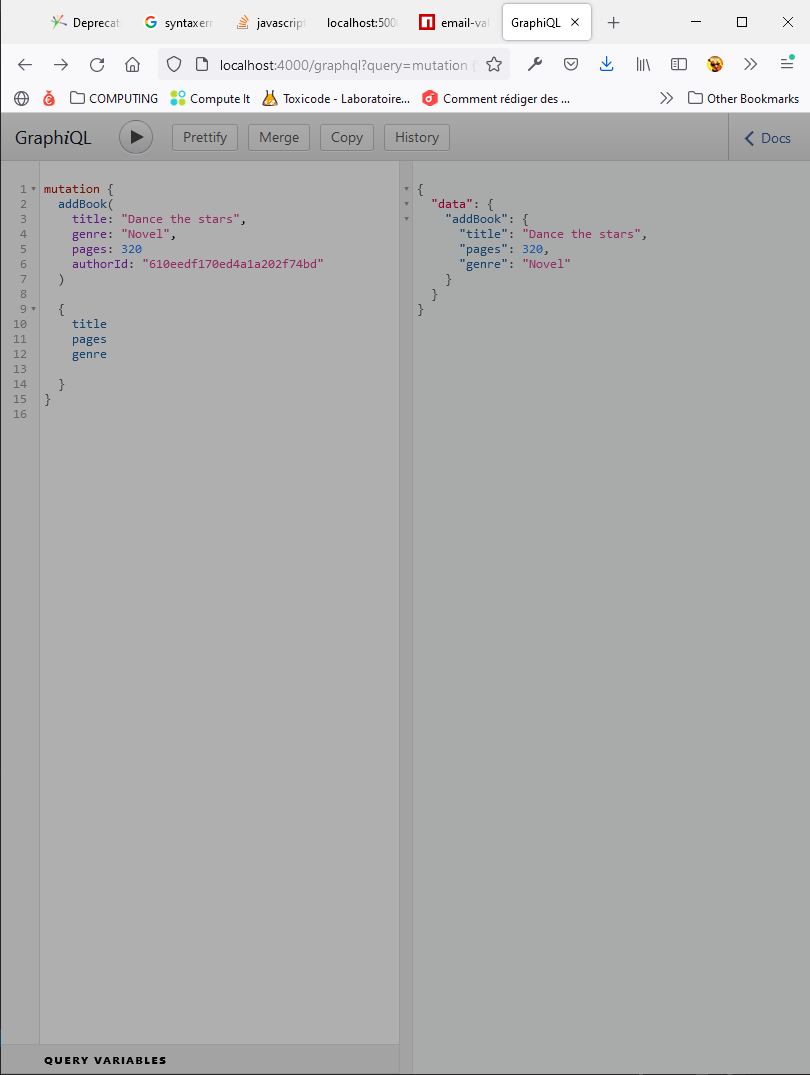 Deprecat syntaxerr javascript localhost:500 email-val GraphiQL
localhost:4000/graphql?query=mutation
COMPUTING Compute It Toxicode - Laboratoire... Comment rédiger des ... Other Bookmarks
GraphiQL Prettify Merge Copy History Docs
1 mutation {
2 addBook(
3 title: "Dance the stars",
4 genre: "Novel",
5 pages: 320
6 authorId: "610eedf170ed4a1a202f74bd"
7 )
8
9 {
10 title
11 pages
12 genre
13
14 }
15 }
16
{
"data": {
"addBook": {
"title": "Dance the stars",
"pages": 320,
"genre": "Novel"
}
}
}
QUERY VARIABLES